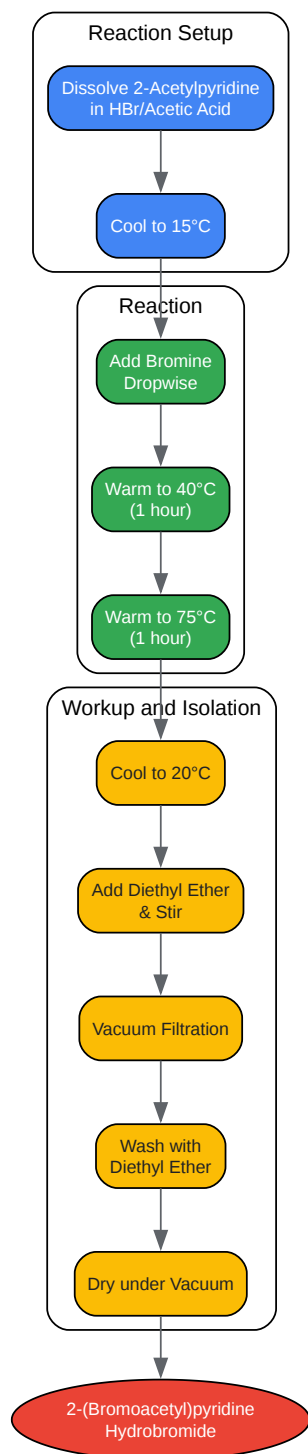 Reaction Setup
Dissolve 2-Acetylpyridine
in HBr/Acetic Acid
Cool to 15°C
Reaction
Add Bromine
Dropwise
Warm to 40°C
(1 hour)
Warm to 75°C
(1 hour)
Workup and Isolation
Cool to 20°C
Add Diethyl Ether
& Stir
Vacuum Filtration
Wash with
Diethyl Ether
Dry under Vacuum
2-(Bromoacetyl)pyridine
Hydrobromide